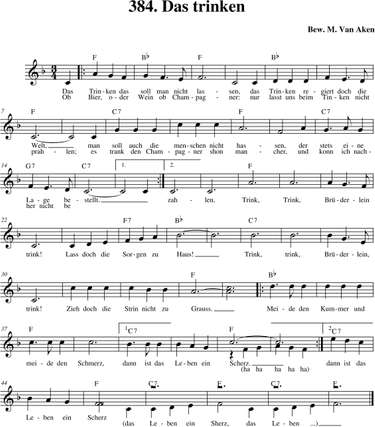 384. Das trinken
Bew. M. Van Aken
F B♭ F C7
Das Trin-ken das soll man nicht las- sen, das Trin-ken re- giert doch die
Ob Bier, o- der Wein ob Cham- pag- ner: nur lasst uns beim Tin- ken nicht
7 F C7
Welt, man soll auch die men-schen nicht has- sen, der stets ei- ne
prah- len; es trank den Cham- pag- ner shon man- cher, und konn ich nach-
14 G7 C7 1. 2. F
La- ge be- stellt. zah- len. Trink, Trink, Brü-der-lein
her nicht be
22 C7 F7 B♭ C7
trink! Lass doch die Sor-gen zu Haus! Trink, trink, Brü-der-lein,
30 F C7 F B♭
trink! Zieh doch die Strin nicht zu Grauss, Mei- de den Kum-mer und
37 F 1. C7 F 2. C7
mei- de den Schmerz, dann ist das Le-ben ein Scherz dann ist das
(ha ha ha ha ha)
44 F C7 F C7 F
Le- ben ein Scherz
(das Le- ben ein Sherz, das Le- ben ...)